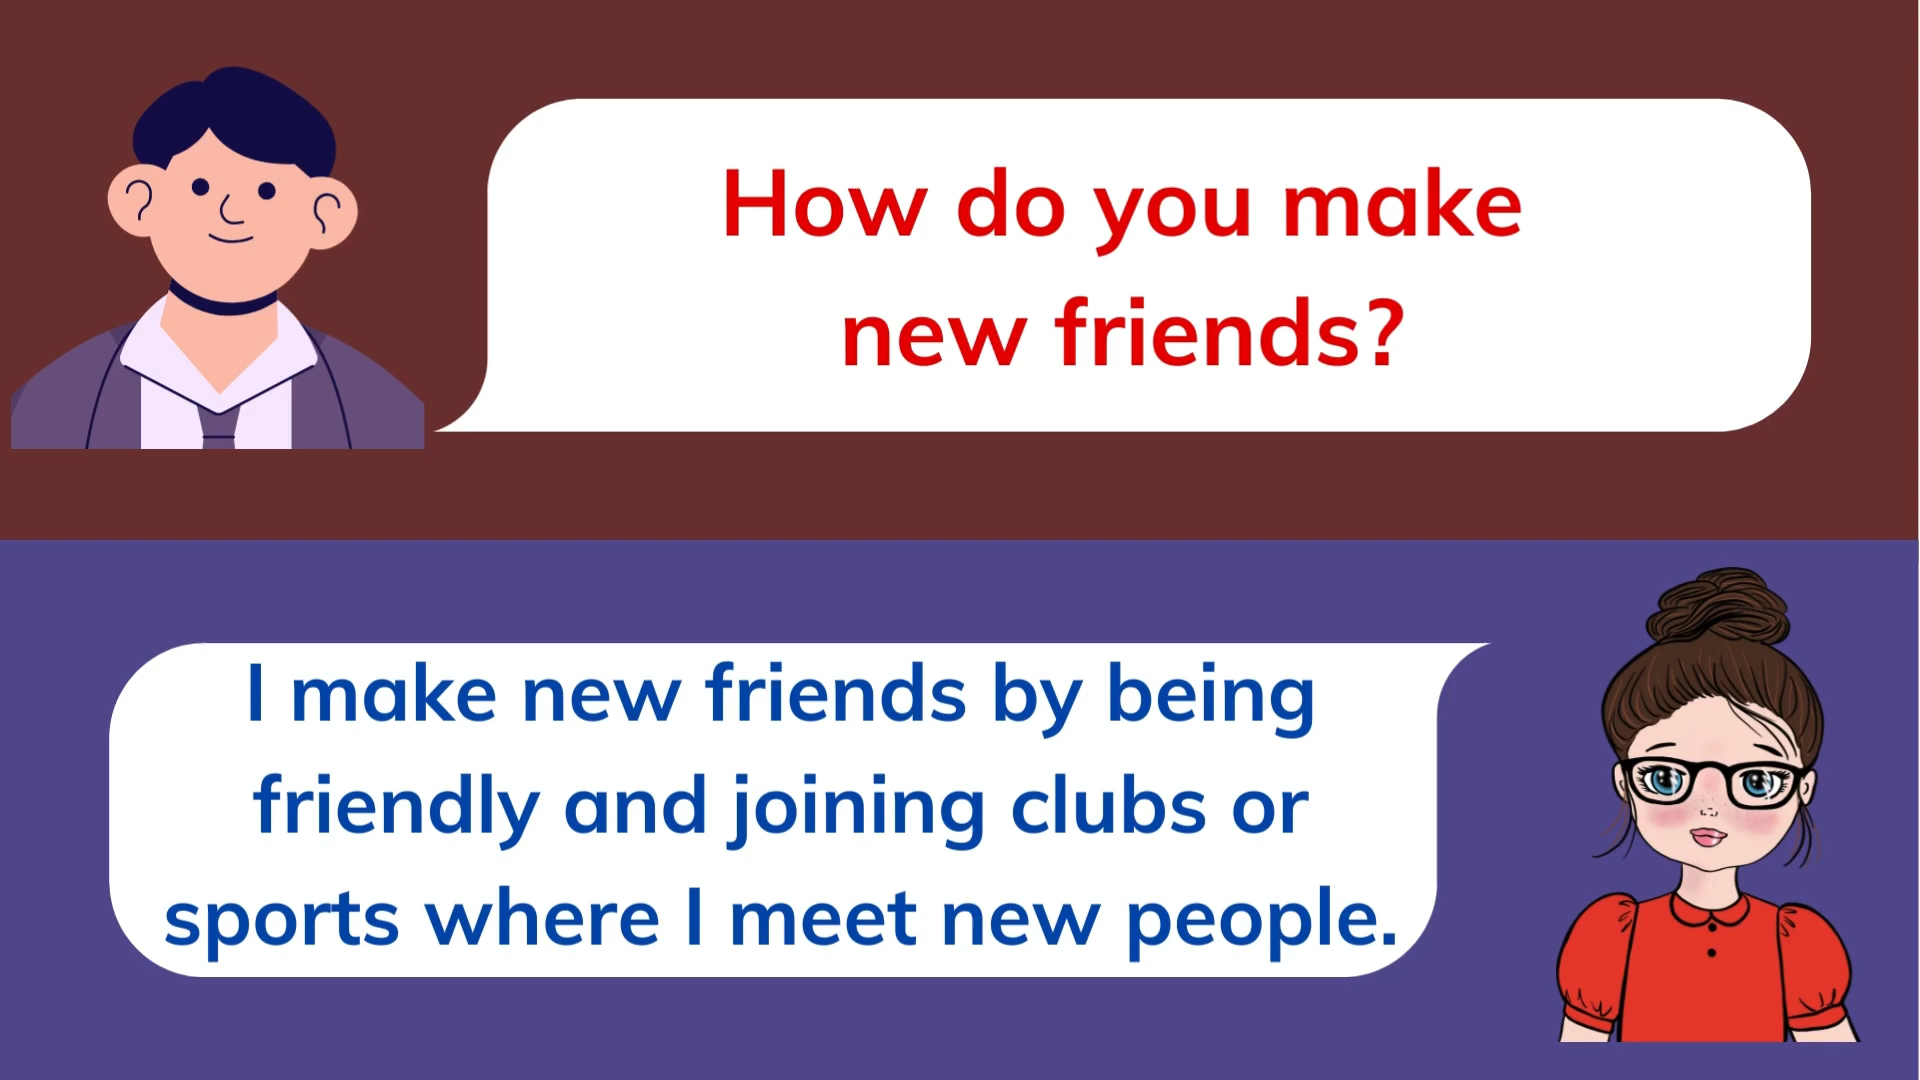 How do you make
new friends?
I make new friends by being
friendly and joining clubs or
sports where I meet new people.